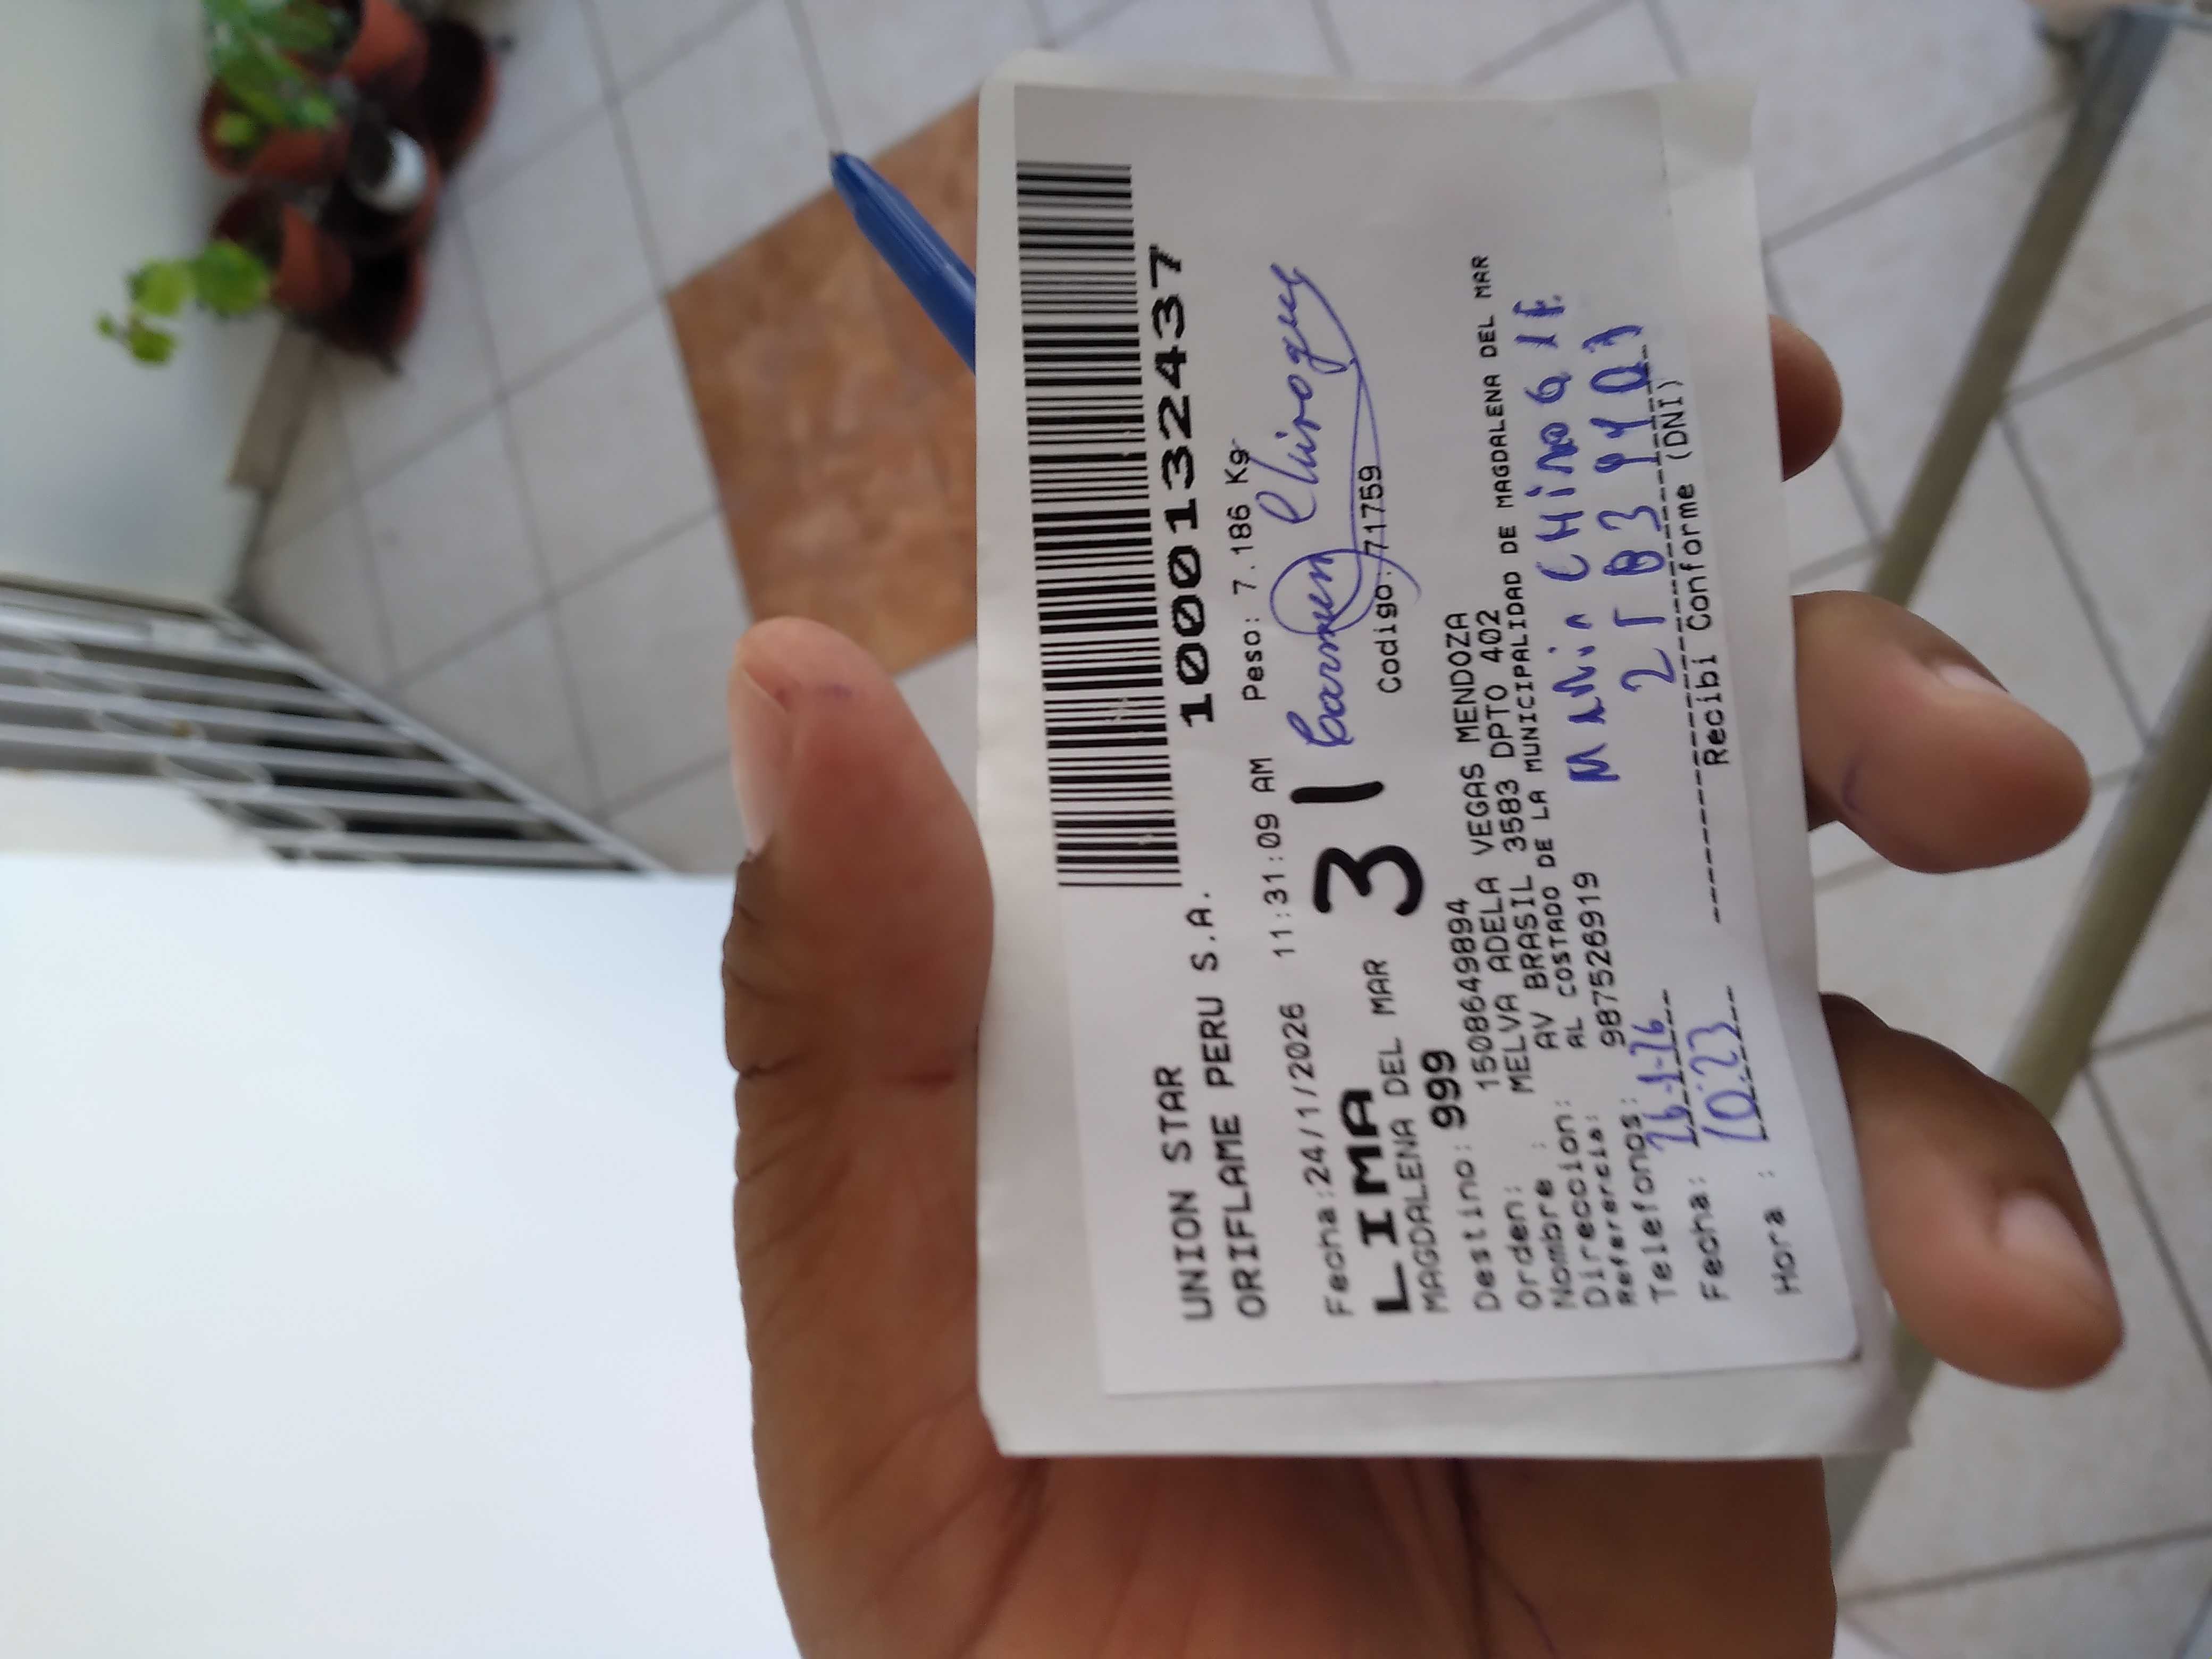 UNION STAR
ORIFLAME PERU S.A.
1000132437
Fecha:24/1/2026 11:31:09 AM Peso: 7.186 Kg
LIMA 31 Carmen Chiroque
MAGDALENA DEL MAR Codigo: 71759
Destino: 999
Orden: 1508649894
Nombre : MELVA ADELA VEGAS MENDOZA
Direccion: AV BRASIL 3583 DPTO 402
Referencia: AL COSTADO DE LA MUNICIPALIDAD DE MAGDALENA DEL MAR
Telefonos: 987526919
Fecha: 26-1-26
Hora : 10:23
Recibi Conforme (DNI)